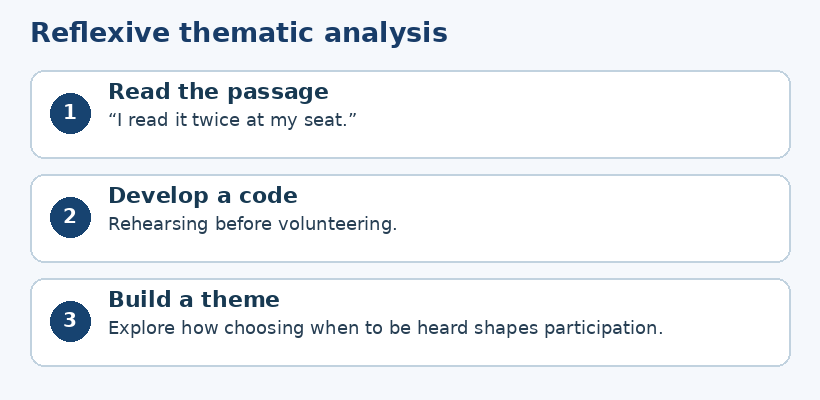 Reflexive thematic analysis
1
Read the passage
“I read it twice at my seat.”
2
Develop a code
Rehearsing before volunteering.
3
Build a theme
Explore how choosing when to be heard shapes participation.